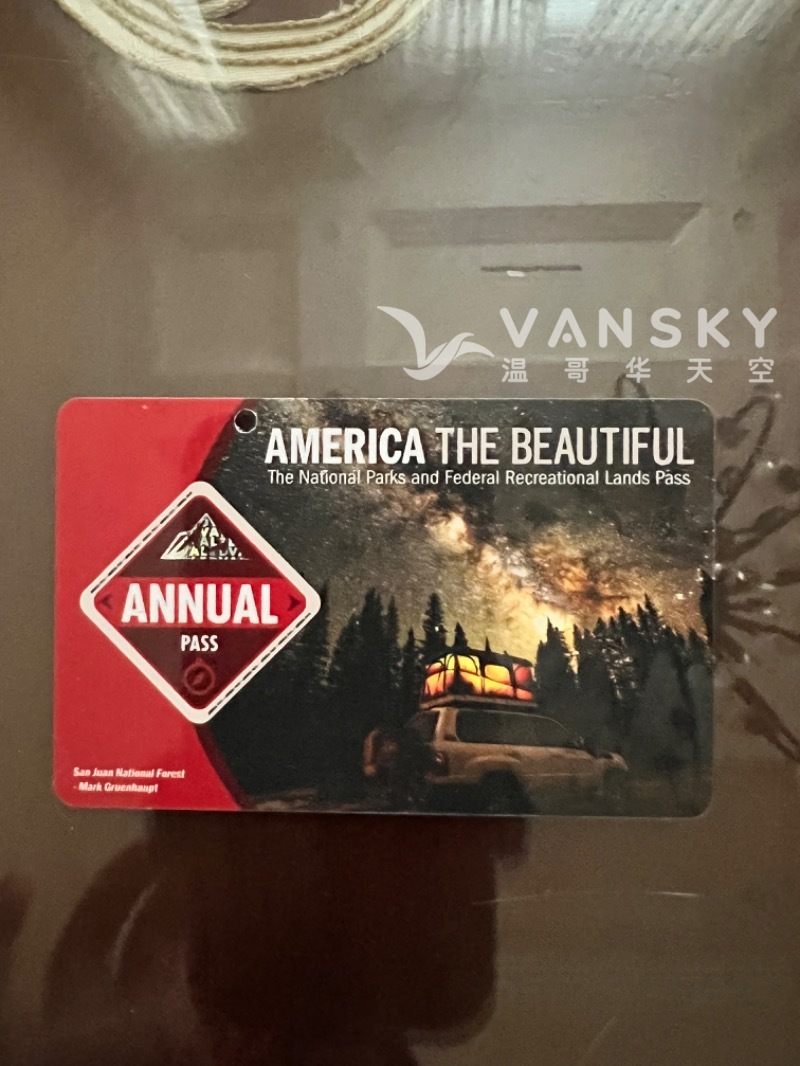 VANSKY
温哥华天空
AMERICA THE BEAUTIFUL
The National Parks and Federal Recreational Lands Pass
ANNUAL
PASS
San Juan National Forest
- Mark Gruenhaupt